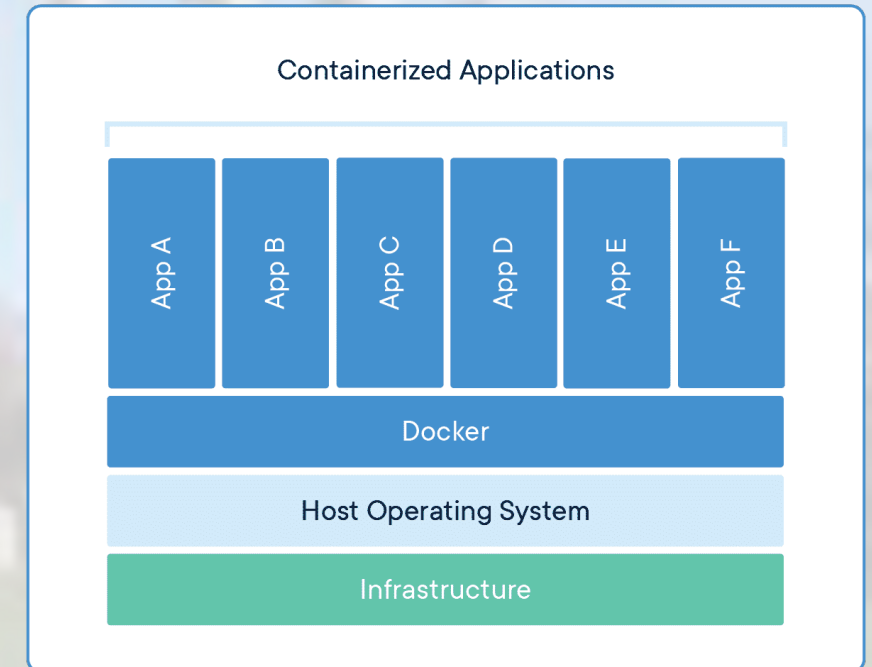 Containerized Applications
App A
App B
App C
App D
App E
App F
Docker
Host Operating System
Infrastructure